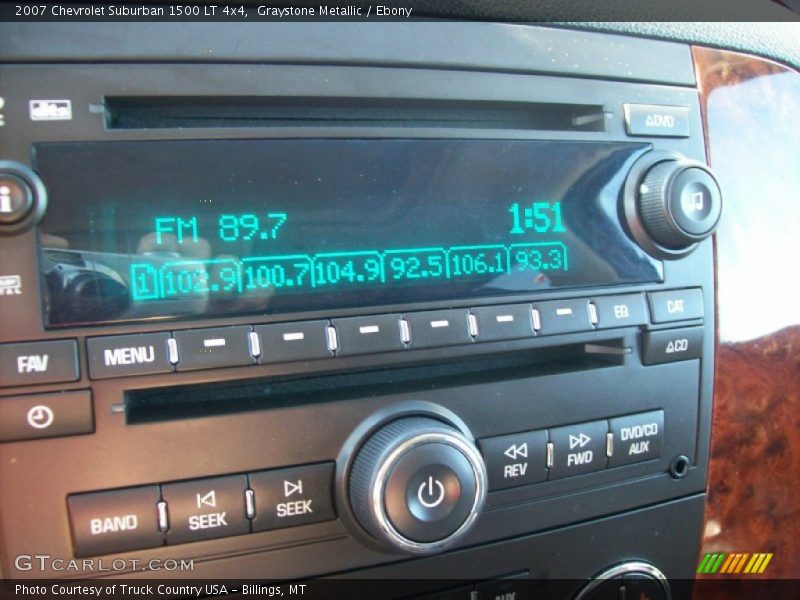 2007 Chevrolet Suburban 1500 LT 4x4, Graystone Metallic / Ebony
DVD
i
FM 89.7
1:51
1 102.9 100.7 104.9 92.5 106.1 93.3
FAV
MENU
EQ
CAT
CD
REV
FWD
DVD/CD
AUX
BAND
SEEK
SEEK
GTCarLot.com
AUX
Photo Courtesy of Truck Country USA - Billings, MT